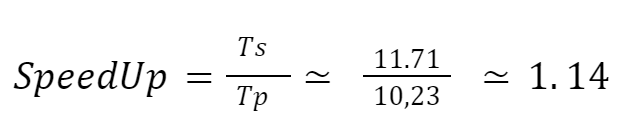 SpeedUp = Ts/Tp ≃ 11.71/10,23 ≃ 1.14